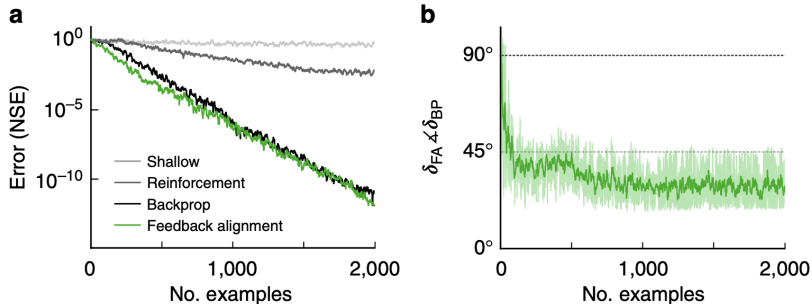 a
Error (NSE)
10⁰
10⁻⁵
10⁻¹⁰
Shallow
Reinforcement
Backprop
Feedback alignment
0
1,000
2,000
No. examples
b
δFA ∡ δBP
90°
45°
0°
0
1,000
2,000
No. examples